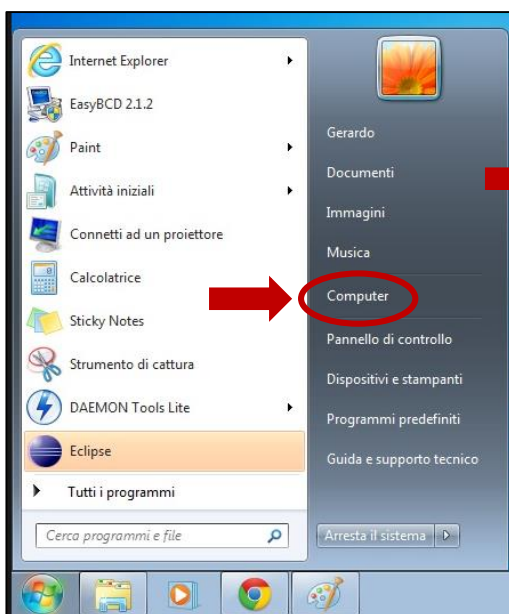 Internet Explorer
EasyBCD 2.1.2
Paint
Attività iniziali
Connetti ad un proiettore
Calcolatrice
Sticky Notes
Strumento di cattura
DAEMON Tools Lite
Eclipse
Tutti i programmi
Cerca programmi e file
Gerardo
Documenti
Immagini
Musica
Computer
Pannello di controllo
Dispositivi e stampanti
Programmi predefiniti
Guida e supporto tecnico
Arresta il sistema